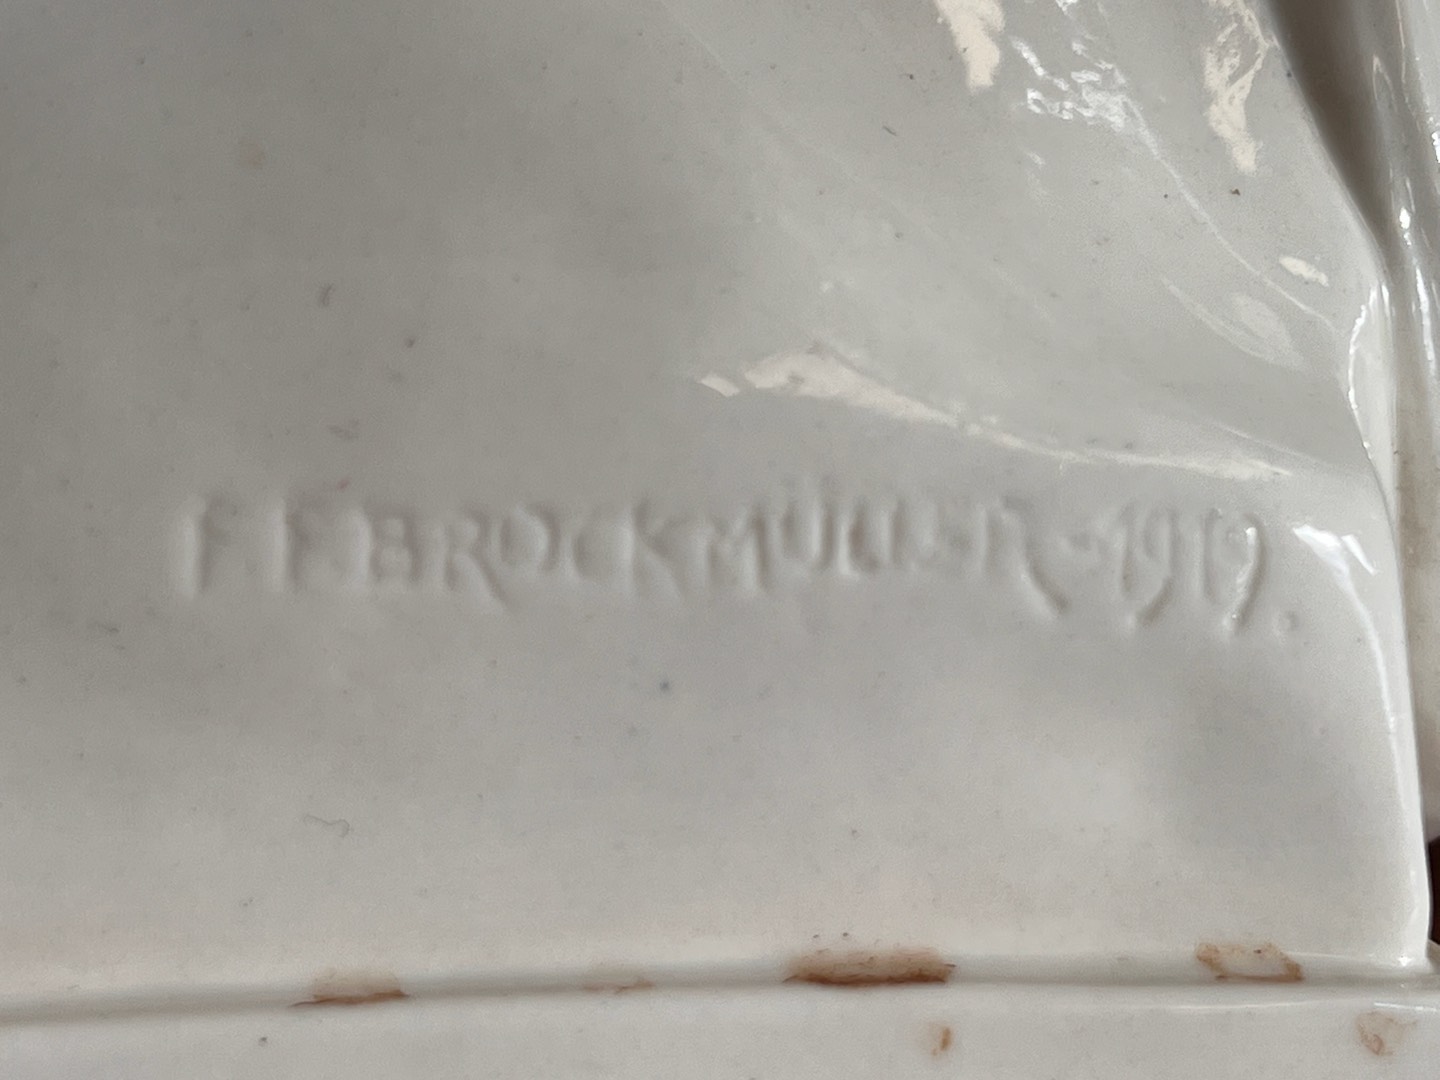 F. F. BROCKMÜLLER - 1919.